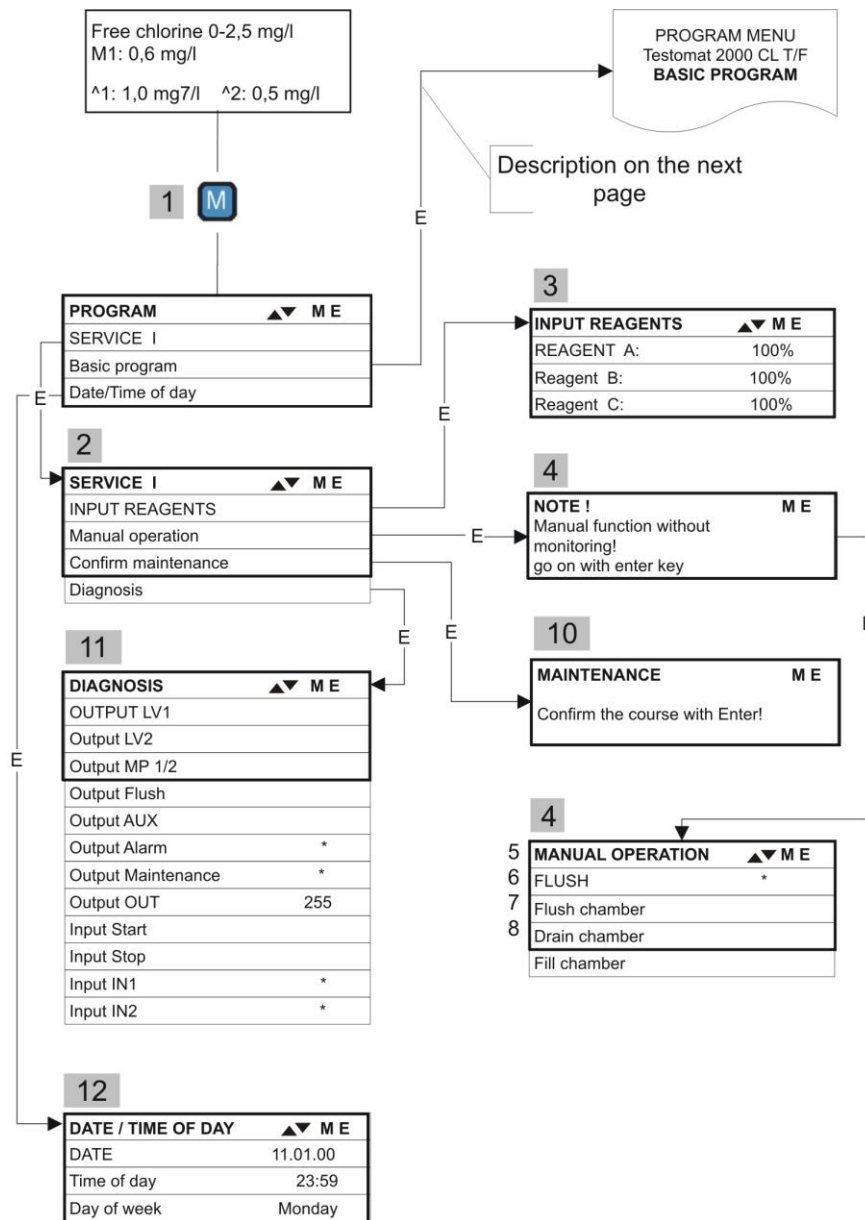 Free chlorine 0-2,5 mg/l
M1: 0,6 mg/l
^1: 1,0 mg7/l ^2: 0,5 mg/l
PROGRAM MENU
Testomat 2000 CL T/F
BASIC PROGRAM
Description on the next
page
E
1 M
PROGRAM ▲▼ M E
SERVICE I
Basic program
Date/Time of day
E
2
SERVICE I ▲▼ M E
INPUT REAGENTS
Manual operation
Confirm maintenance
Diagnosis
E
3
INPUT REAGENTS ▲▼ M E
REAGENT A: 100%
Reagent B: 100%
Reagent C: 100%
E
4
NOTE ! M E
Manual function without
monitoring!
go on with enter key
E
E
10
MAINTENANCE M E
Confirm the course with Enter!
11
DIAGNOSIS ▲▼ M E
OUTPUT LV1
Output LV2
Output MP 1/2
Output Flush
Output AUX
Output Alarm *
Output Maintenance *
Output OUT 255
Input Start
Input Stop
Input IN1 *
Input IN2 *
4
5 MANUAL OPERATION ▲▼ M E
6 FLUSH *
7 Flush chamber
8 Drain chamber
Fill chamber
E
12
DATE / TIME OF DAY ▲▼ M E
DATE 11.01.00
Time of day 23:59
Day of week Monday